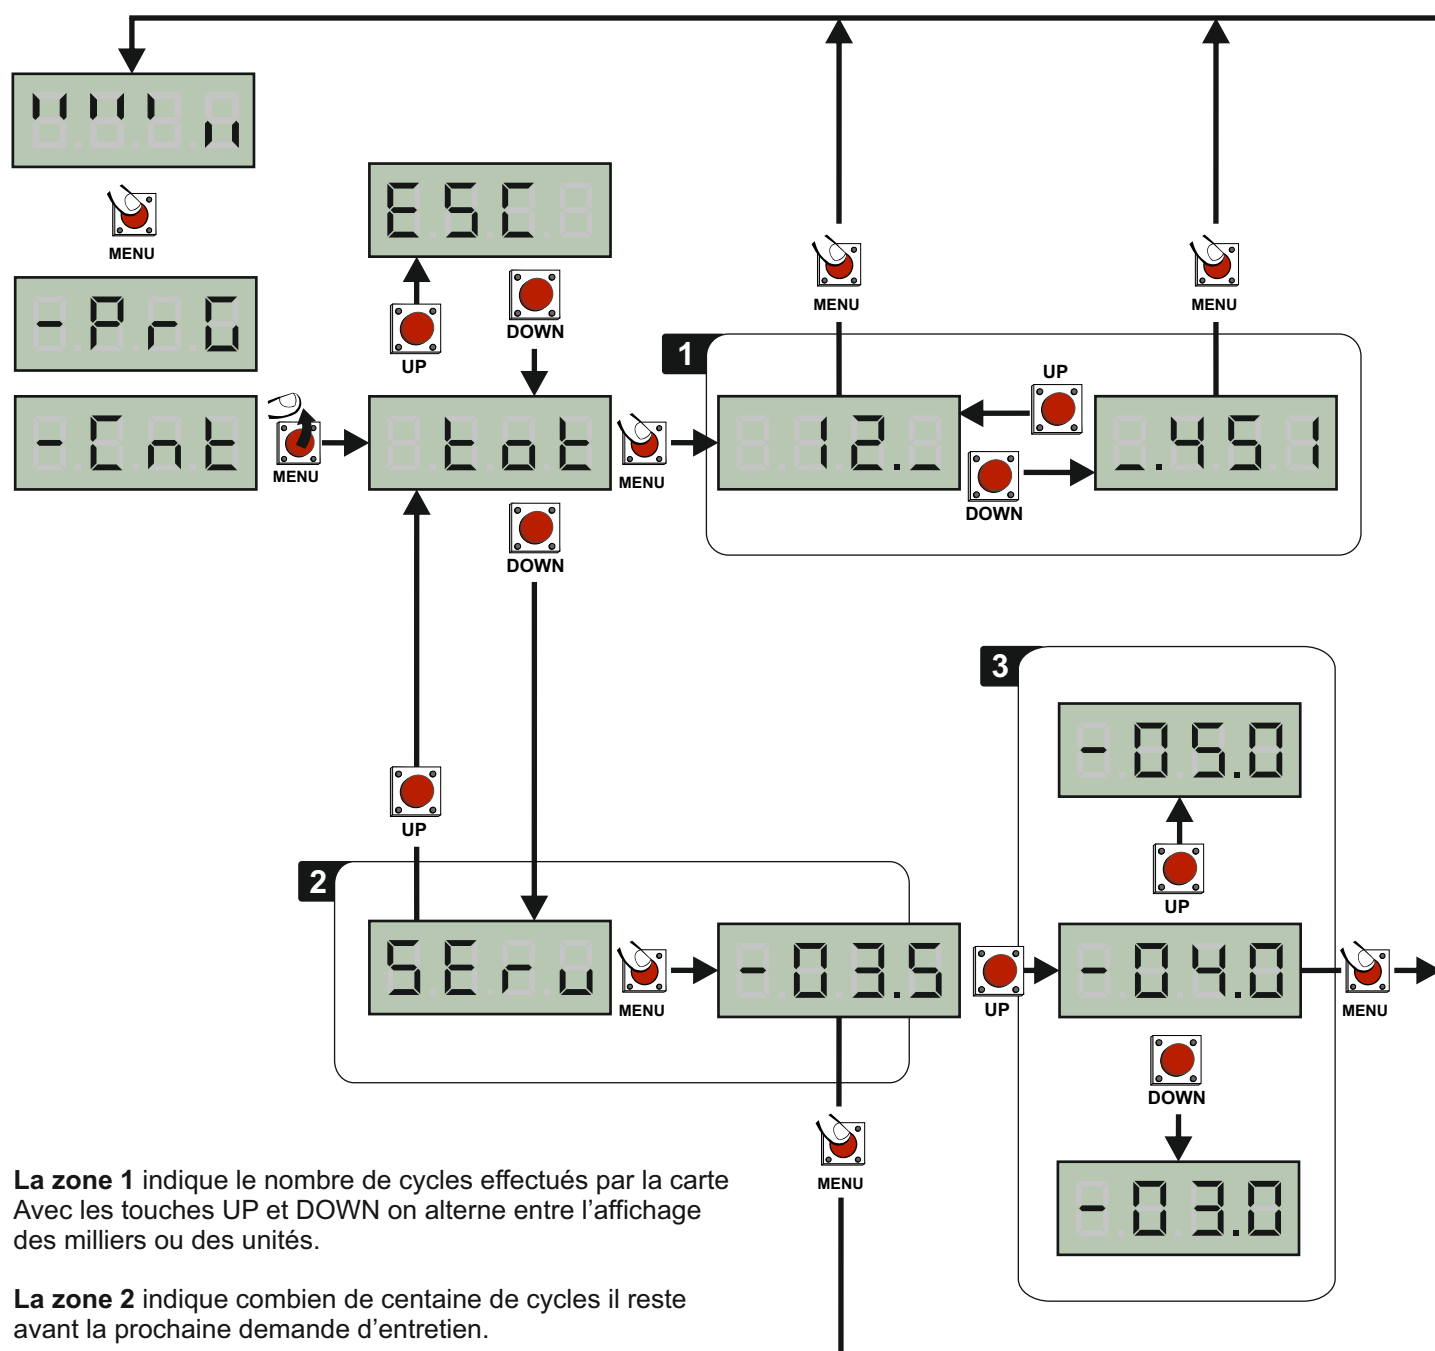 MENU
ESC
-PrG
UP
DOWN
MENU
MENU
1
UP
-Cnt
MENU
tot
MENU
12._
_.451
DOWN
DOWN
3
-05.0
UP
UP
2
SErv
MENU
-03.5
UP
-04.0
MENU
DOWN
MENU
-03.0
La zone 1 indique le nombre de cycles effectués par la carte
Avec les touches UP et DOWN on alterne entre l’affichage
des milliers ou des unités.
La zone 2 indique combien de centaine de cycles il reste
avant la prochaine demande d’entretien.